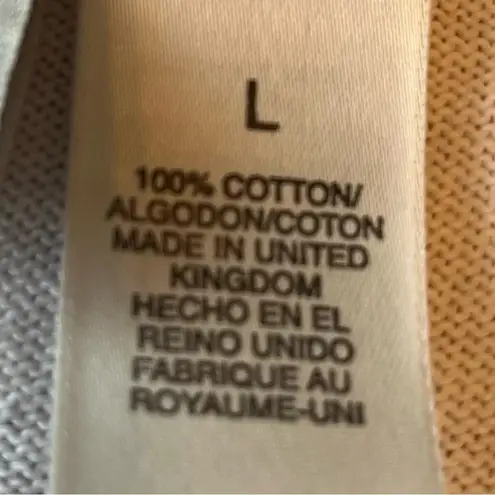 L
100% COTTON/
ALGODON/COTON
MADE IN UNITED
KINGDOM
HECHO EN EL
REINO UNIDO
FABRIQUE AU
ROYAUME-UNI